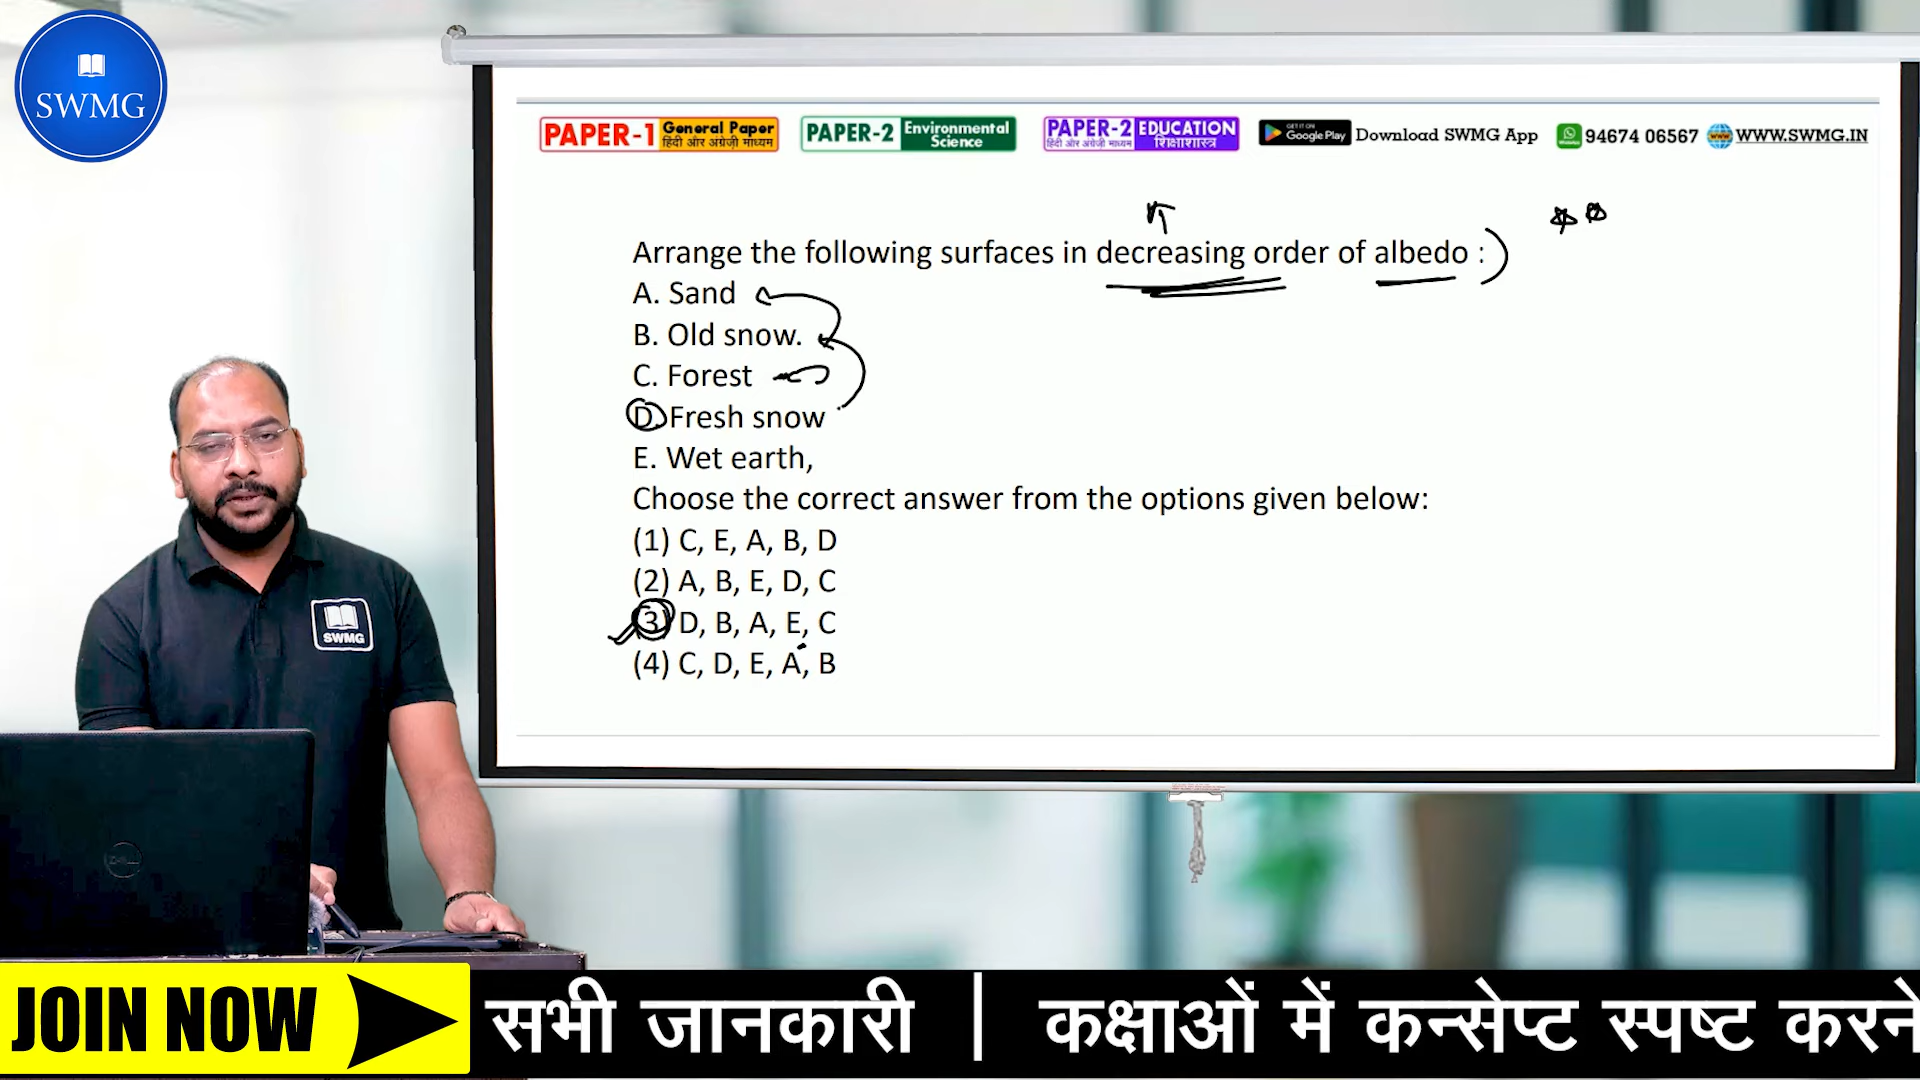 SWMG
PAPER-1 General Paper हिंदी और अंग्रेज़ी माध्यम
PAPER-2 Environmental Science
PAPER-2 EDUCATION हिंदी और अंग्रेजी माध्यम शिक्षाशास्त्र
GET IT ON Google Play Download SWMG App
94674 06567
WWW.SWMG.IN
Arrange the following surfaces in decreasing order of albedo :
A. Sand
B. Old snow.
C. Forest
D. Fresh snow
E. Wet earth,
Choose the correct answer from the options given below:
(1) C, E, A, B, D
(2) A, B, E, D, C
(3) D, B, A, E, C
(4) C, D, E, A, B
SWMG
JOIN NOW
सभी जानकारी | कक्षाओं में कन्सेप्ट स्पष्ट करने